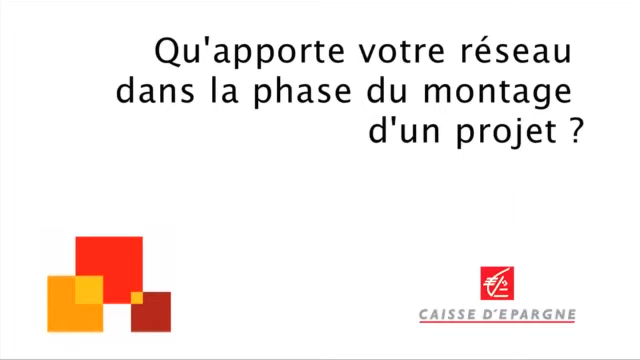 Qu'apporte votre réseau
dans la phase du montage
d'un projet ?
CAISSE D'EPARGNE